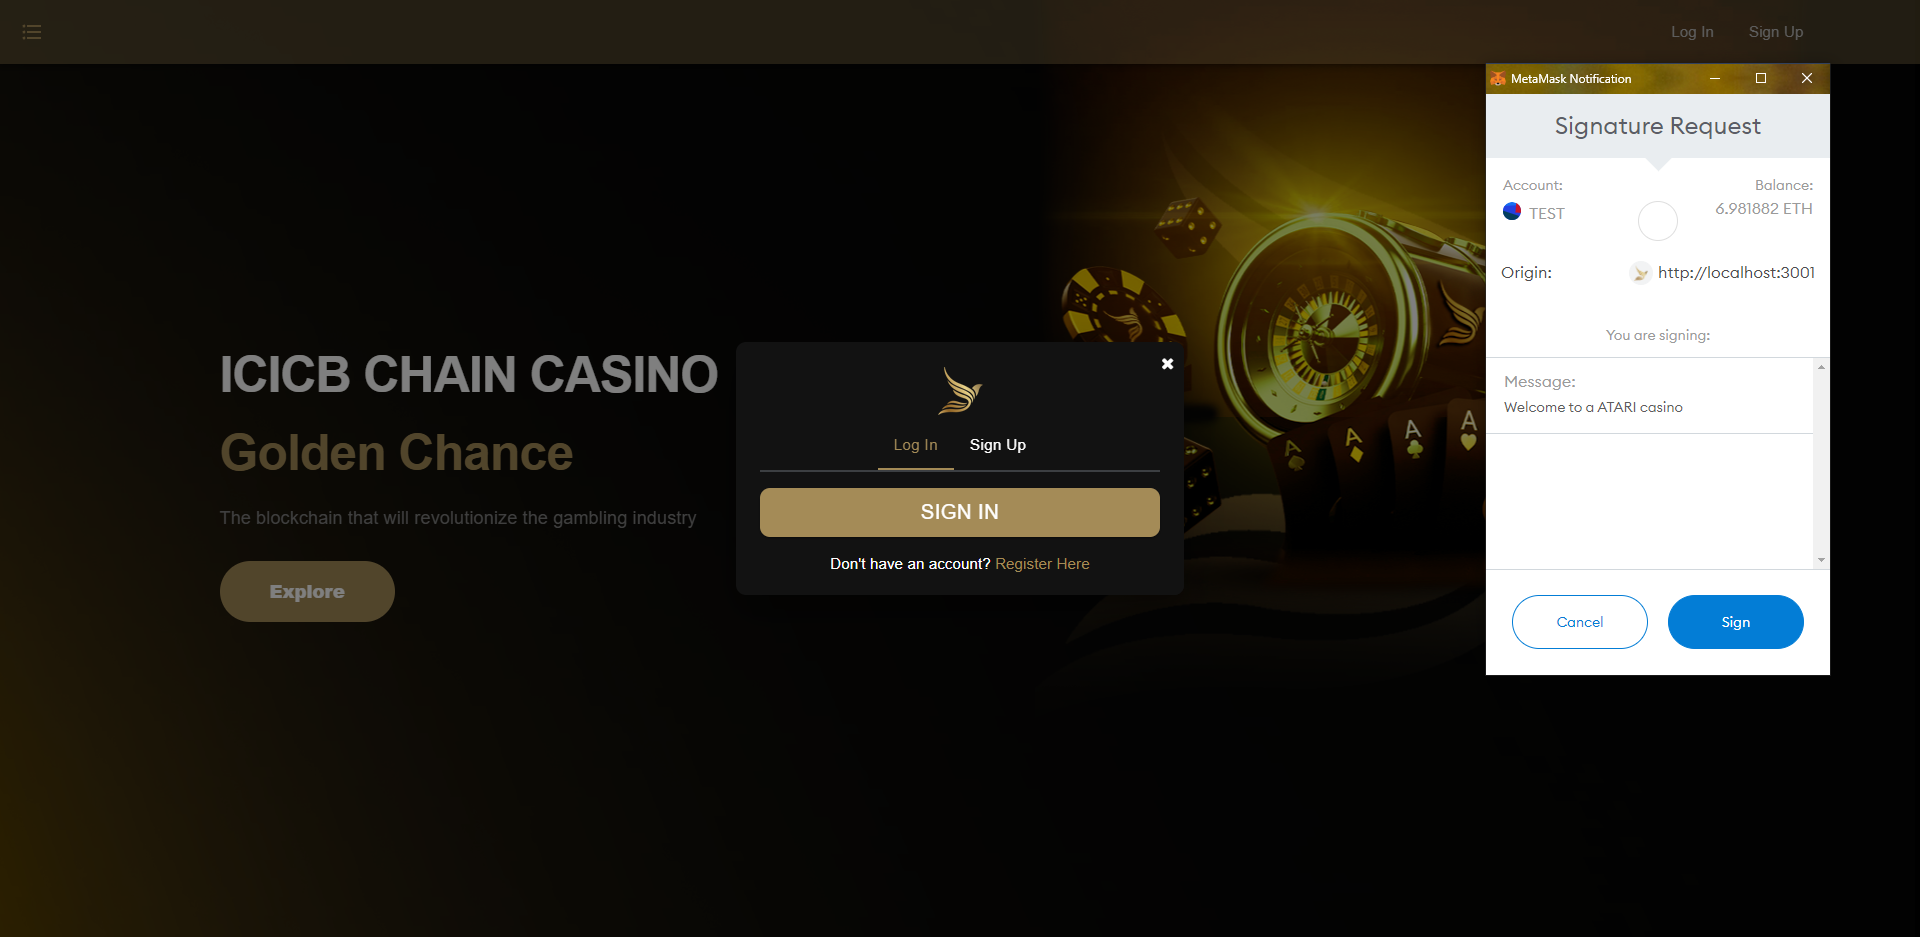 Log In
Sign Up
MetaMask Notification
Signature Request
Account:
Balance:
TEST
6.981882 ETH
Origin:
http://localhost:3001
You are signing:
Message:
Welcome to a ATARI casino
Cancel
Sign
ICICB CHAIN CASINO
Golden Chance
The blockchain that will revolutionize the gambling industry
Explore
Log In
Sign Up
SIGN IN
Don't have an account? Register Here
A
A
A
A